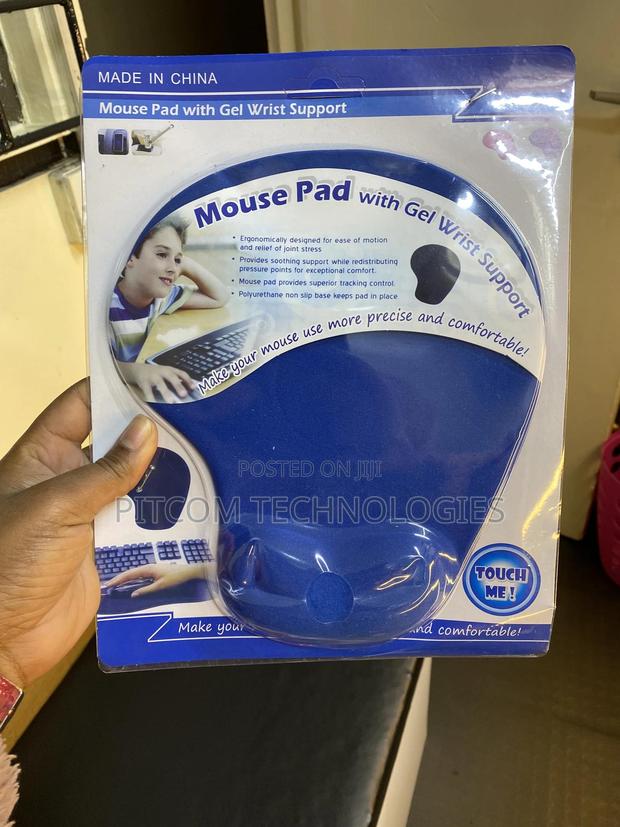 MADE IN CHINA
Mouse Pad with Gel Wrist Support
Mouse Pad with Gel Wrist Support
• Ergonomically designed for ease of motion
and relief of joint stress
• Provides soothing support while redistributing
pressure points for exceptional comfort.
• Mouse pad provides superior tracking control.
• Polyurethane non slip base keeps pad in place
Make your mouse use more precise and comfortable!
POSTED ON JIJI
PITCOM TECHNOLOGIES
TOUCH
ME !
Make your and comfortable!